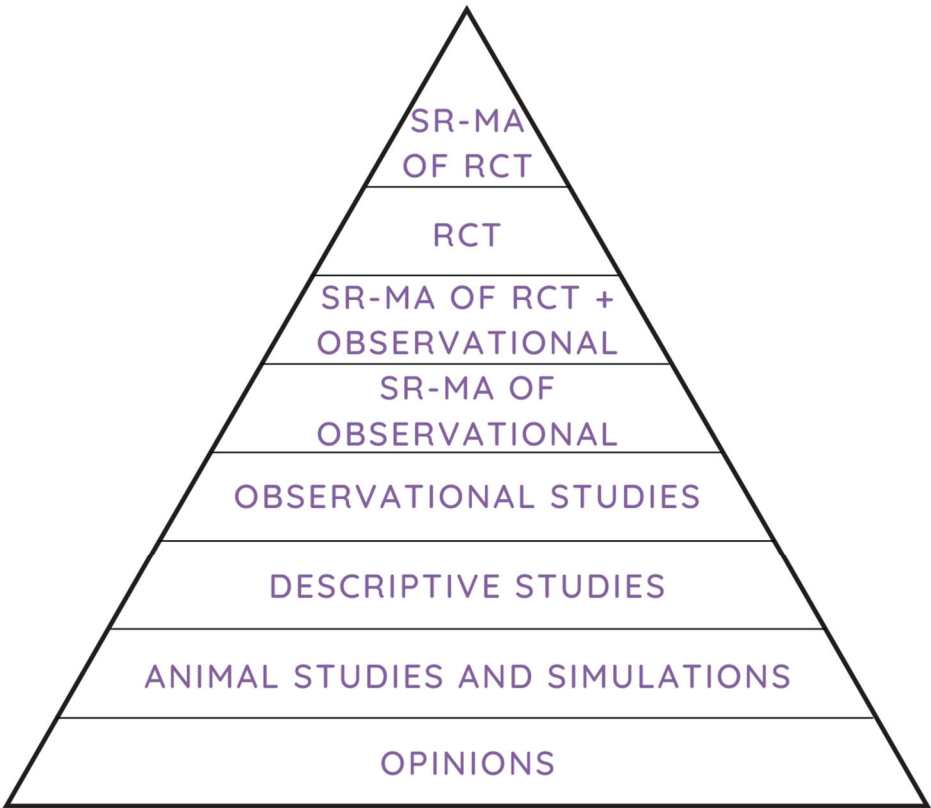 SR-MA
OF RCT
RCT
SR-MA OF RCT +
OBSERVATIONAL
SR-MA OF
OBSERVATIONAL
OBSERVATIONAL STUDIES
DESCRIPTIVE STUDIES
ANIMAL STUDIES AND SIMULATIONS
OPINIONS